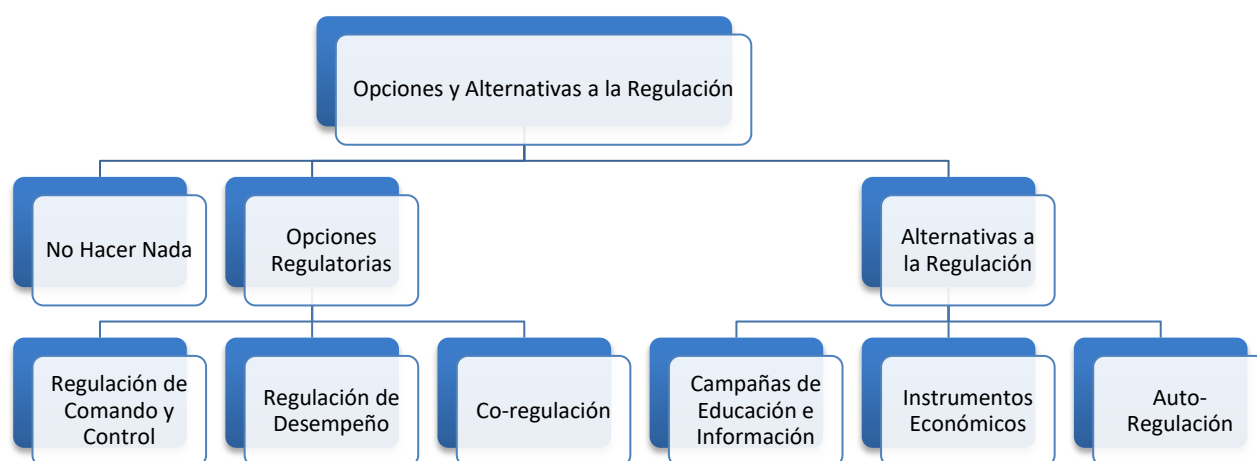 Opciones y Alternativas a la Regulación
No Hacer Nada
Opciones
Regulatorias
Alternativas a
la Regulación
Regulación de
Comando y
Control
Regulación de
Desempeño
Co-regulación
Campañas de
Educación e
Información
Instrumentos
Económicos
Auto-
Regulación